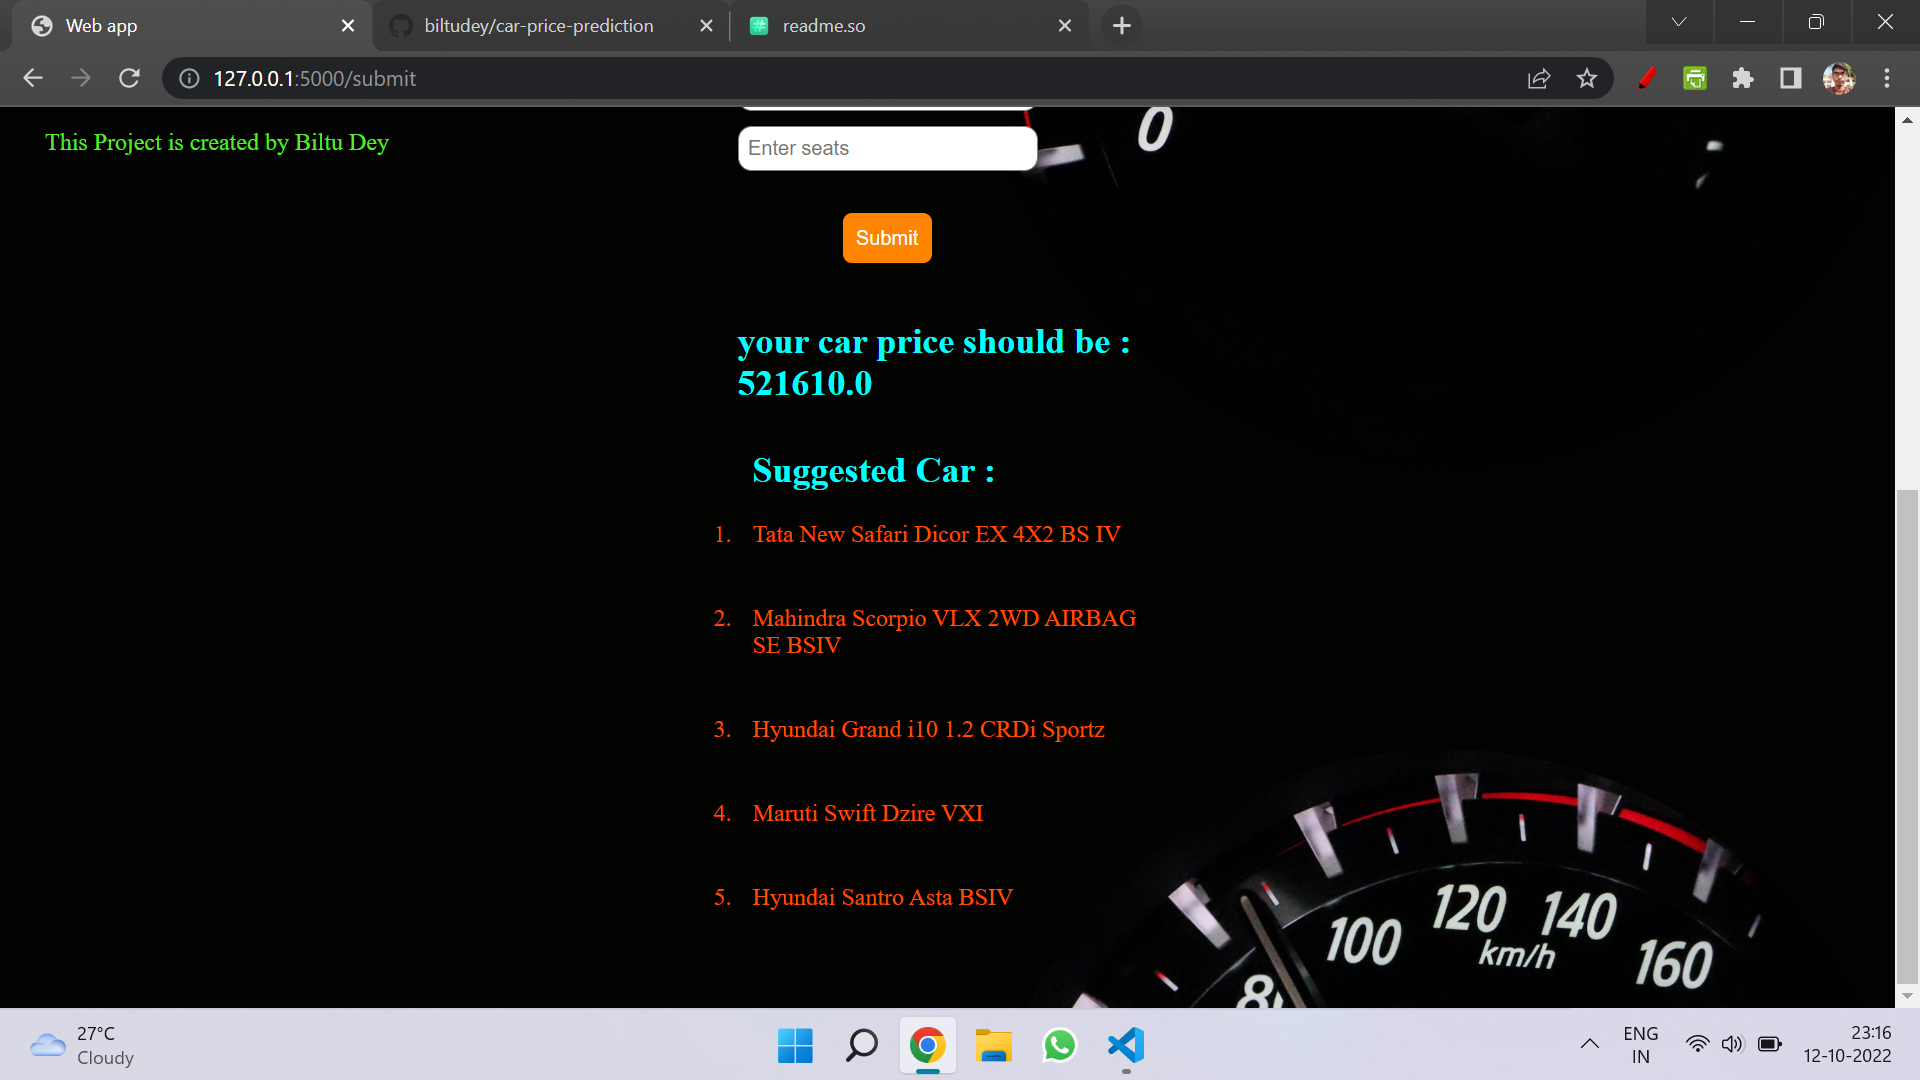 Web app
biltudey/car-price-prediction
readme.so
127.0.0.1:5000/submit
This Project is created by Biltu Dey
0
Enter seats
Submit
your car price should be :
521610.0
Suggested Car :
1. Tata New Safari Dicor EX 4X2 BS IV
2. Mahindra Scorpio VLX 2WD AIRBAG
SE BSIV
3. Hyundai Grand i10 1.2 CRDi Sportz
4. Maruti Swift Dzire VXI
5. Hyundai Santro Asta BSIV
100 120 140 160
km/h
27°C
Cloudy
ENG
IN
23:16
12-10-2022